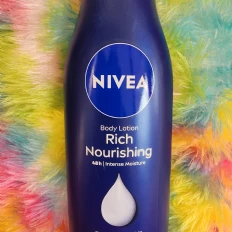 NIVEA
Body Lotion
Rich
Nourishing
48h | Intense Moisture